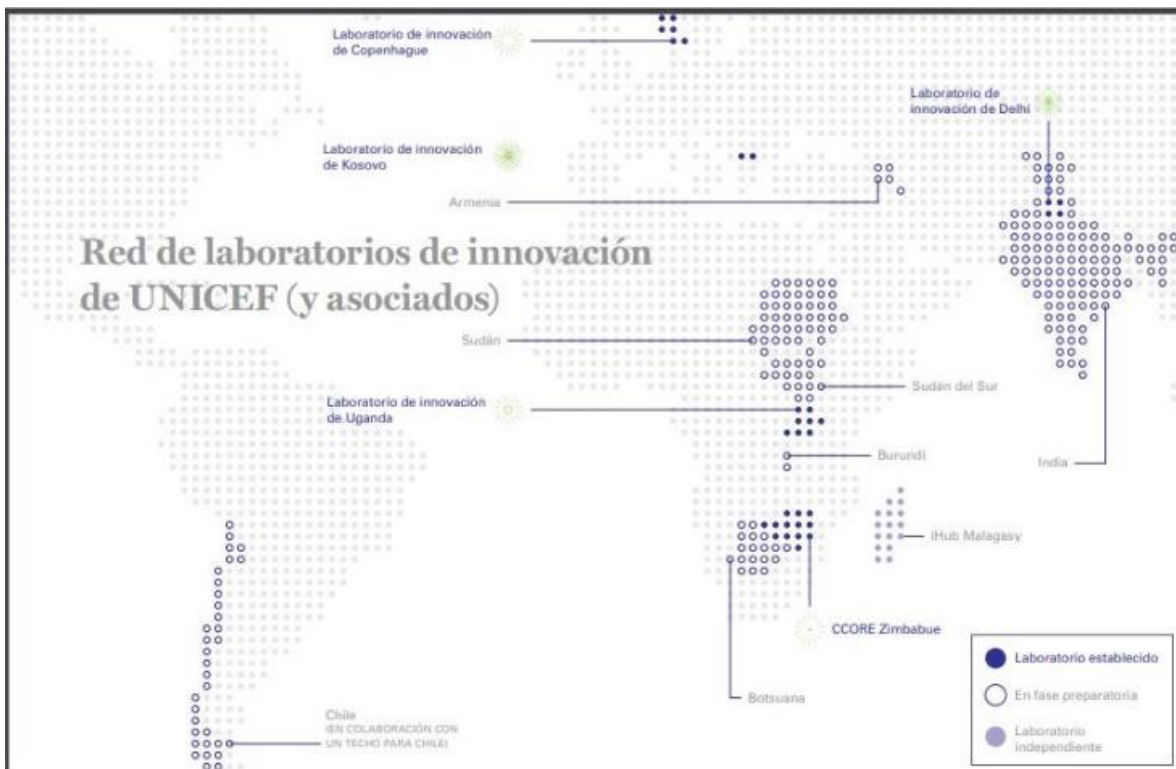 Laboratorio de innovación
de Copenhague
Laboratorio de
innovación de Delhi
Laboratorio de innovación
de Kosovo
Armenia
Red de laboratorios de innovación
de UNICEF (y asociados)
Sudán
Sudán del Sur
Laboratorio de innovación
de Uganda
Burundi
India
iHub Malagasy
CCORE Zimbabue
Botsuana
Chile
(EN COLABORACIÓN CON
UN TECHO PARA CHILE)
Laboratorio establecido
En fase preparatoria
Laboratorio
independiente